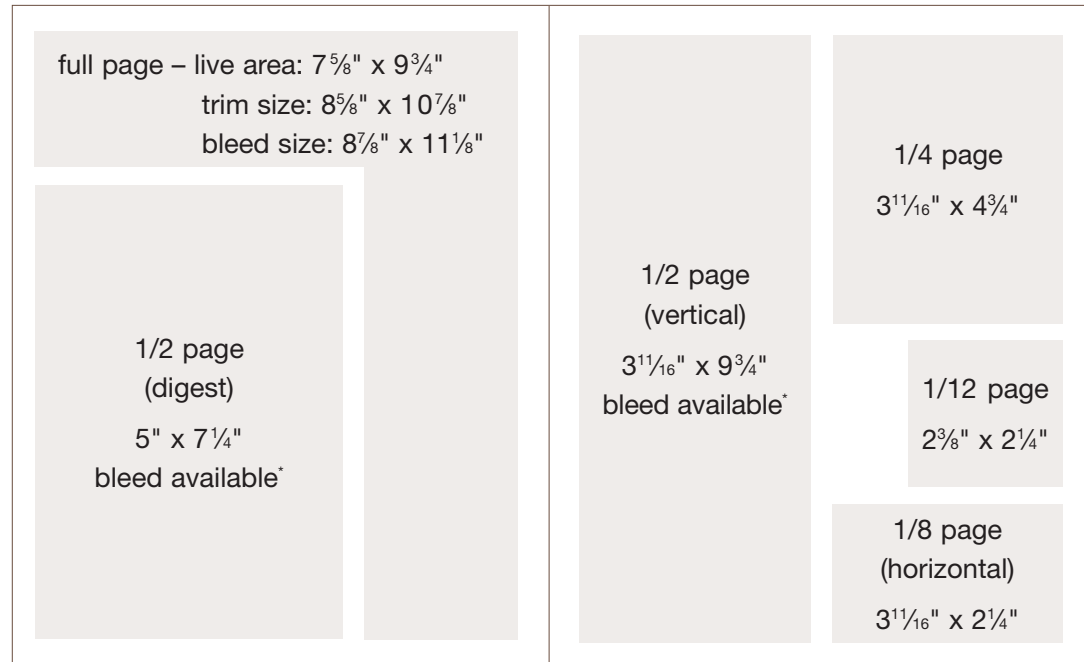 full page – live area: 7⅝" x 9¾"
trim size: 8⅝" x 10⅞"
bleed size: 8⅞" x 11⅛"
1/2 page
(digest)
5" x 7¼"
bleed available*
1/2 page
(vertical)
3¹¹⁄₁₆" x 9¾"
bleed available*
1/4 page
3¹¹⁄₁₆" x 4¾"
1/12 page
2⅜" x 2¼"
1/8 page
(horizontal)
3¹¹⁄₁₆" x 2¼"